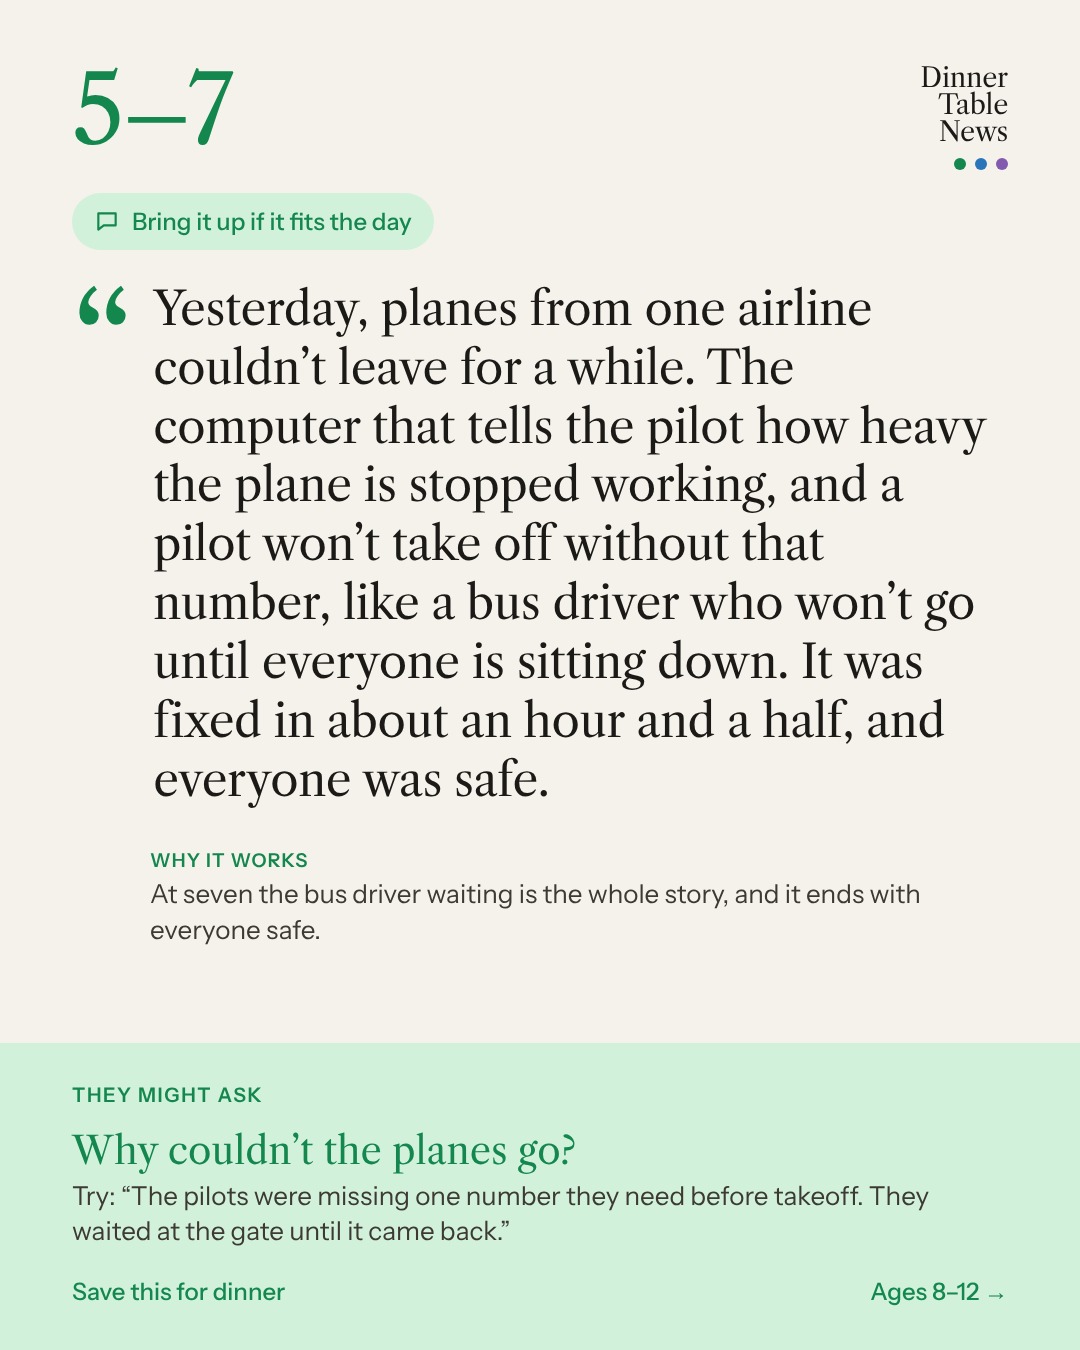 5–7
Dinner
Table
News
Bring it up if it fits the day
“Yesterday, planes from one airline
couldn’t leave for a while. The
computer that tells the pilot how heavy
the plane is stopped working, and a
pilot won’t take off without that
number, like a bus driver who won’t go
until everyone is sitting down. It was
fixed in about an hour and a half, and
everyone was safe.
WHY IT WORKS
At seven the bus driver waiting is the whole story, and it ends with
everyone safe.
THEY MIGHT ASK
Why couldn’t the planes go?
Try: “The pilots were missing one number they need before takeoff. They
waited at the gate until it came back.”
Save this for dinner
Ages 8–12 →